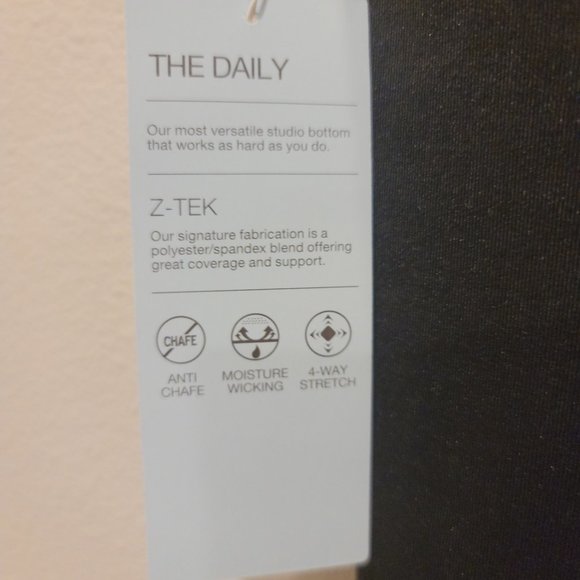 THE DAILY
Our most versatile studio bottom
that works as hard as you do.
Z-TEK
Our signature fabrication is a
polyester/spandex blend offering
great coverage and support.
CHAFE
ANTI
CHAFE
MOISTURE
WICKING
4-WAY
STRETCH